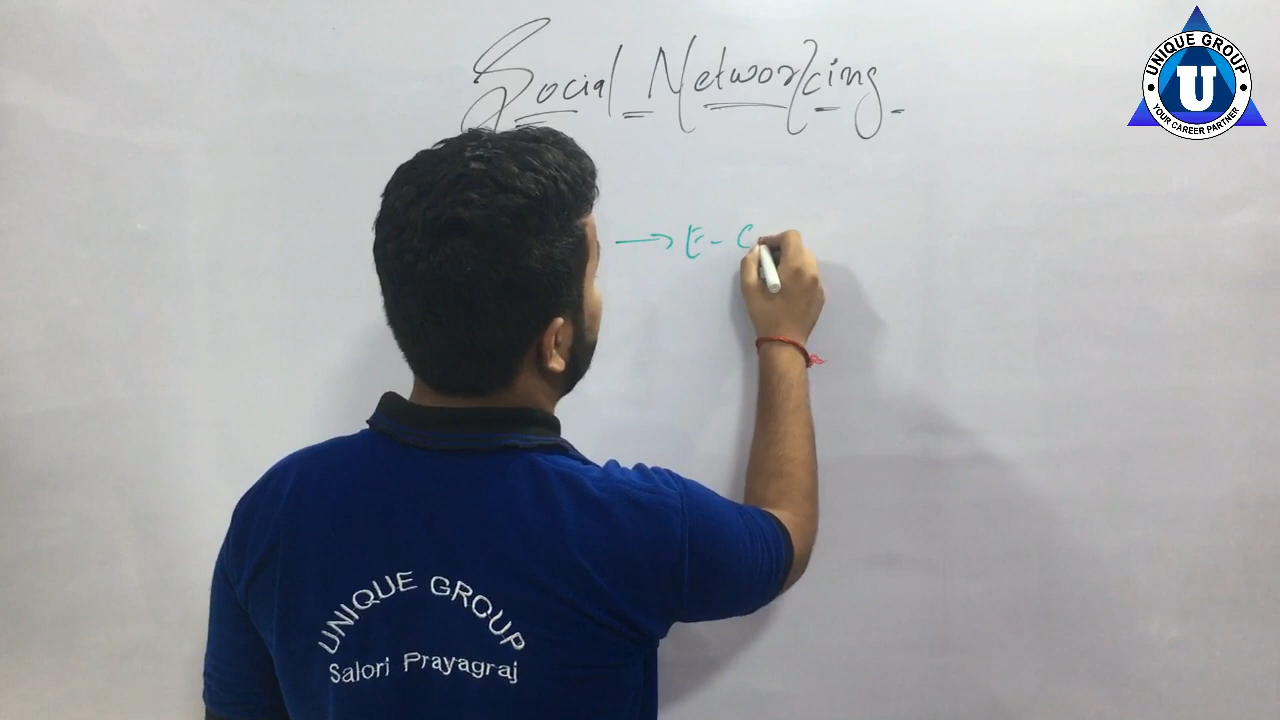 Social Networking
→ E-C
UNIQUE GROUP
U
YOUR CAREER PARTNER
UNIQUE GROUP
Salori Prayagraj